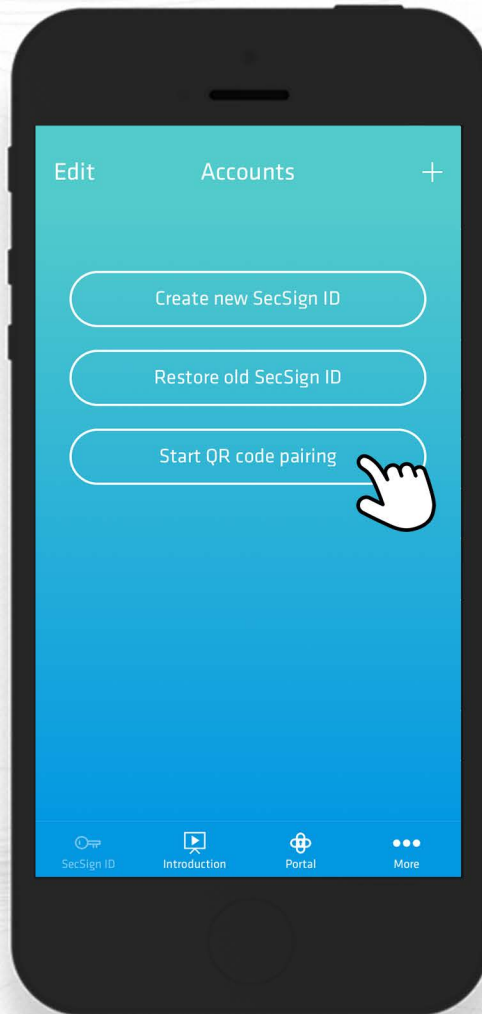 Edit Accounts +
Create new SecSign ID
Restore old SecSign ID
Start QR code pairing
SecSign ID Introduction Portal More